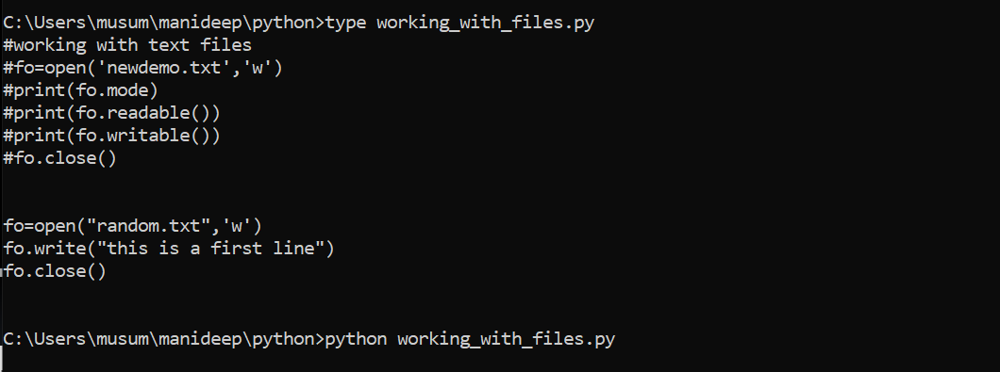 C:\Users\musum\manideep\python>type working_with_files.py
#working with text files
#fo=open('newdemo.txt','w')
#print(fo.mode)
#print(fo.readable())
#print(fo.writable())
#fo.close()
fo=open("random.txt",'w')
fo.write("this is a first line")
fo.close()
C:\Users\musum\manideep\python>python working_with_files.py